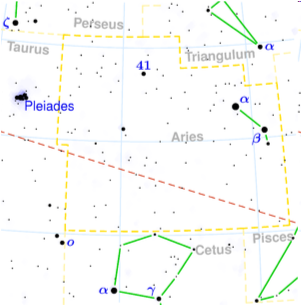 ζ
Perseus
Taurus
Triangulum
α
41
Pleiades
α
β
Aries
ο
Cetus
Pisces
α
γ